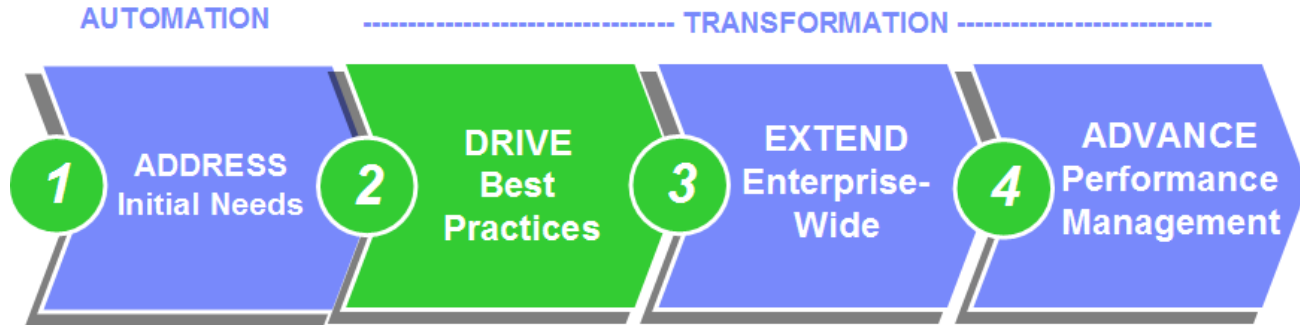 AUTOMATION
---------------------------------- TRANSFORMATION ----------------------------
1
ADDRESS
Initial Needs
2
DRIVE
Best
Practices
3
EXTEND
Enterprise-
Wide
4
ADVANCE
Performance
Management